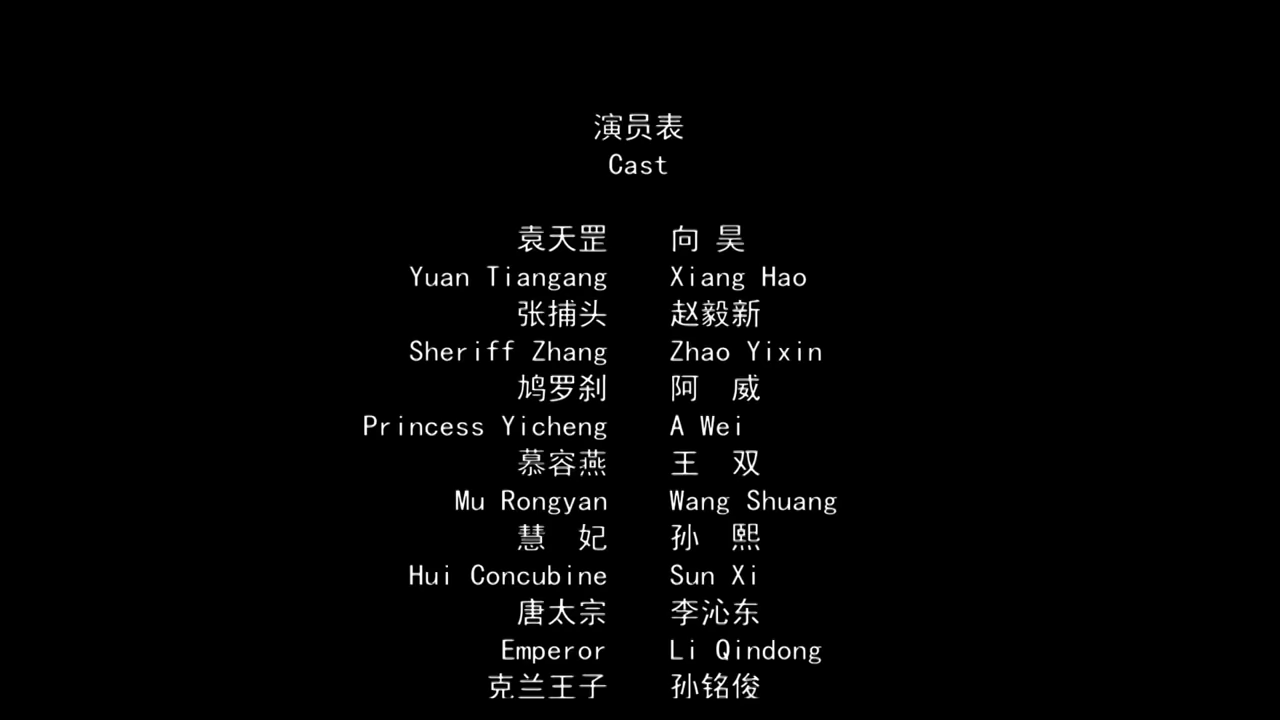 演员表
Cast
袁天罡 向 昊
Yuan Tiangang Xiang Hao
张捕头 赵毅新
Sheriff Zhang Zhao Yixin
鸠罗刹 阿 威
Princess Yicheng A Wei
慕容燕 王 双
Mu Rongyan Wang Shuang
慧 妃 孙 熙
Hui Concubine Sun Xi
唐太宗 李沁东
Emperor Li Qindong
克兰王子 孙铭俊